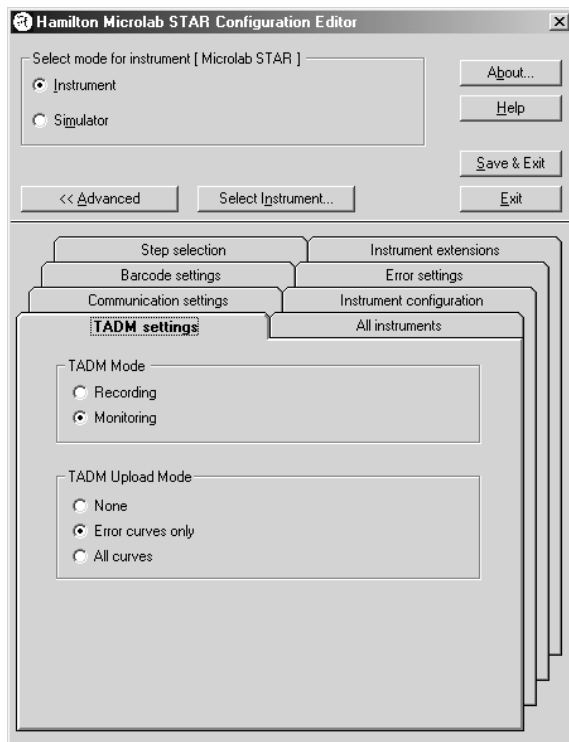 Hamilton Microlab STAR Configuration Editor
Select mode for instrument [ Microlab STAR ]
Instrument
Simulator
About...
Help
Save & Exit
<< Advanced
Select Instrument...
Exit
Step selection
Instrument extensions
Barcode settings
Error settings
Communication settings
Instrument configuration
TADM settings
All instruments
TADM Mode
Recording
Monitoring
TADM Upload Mode
None
Error curves only
All curves